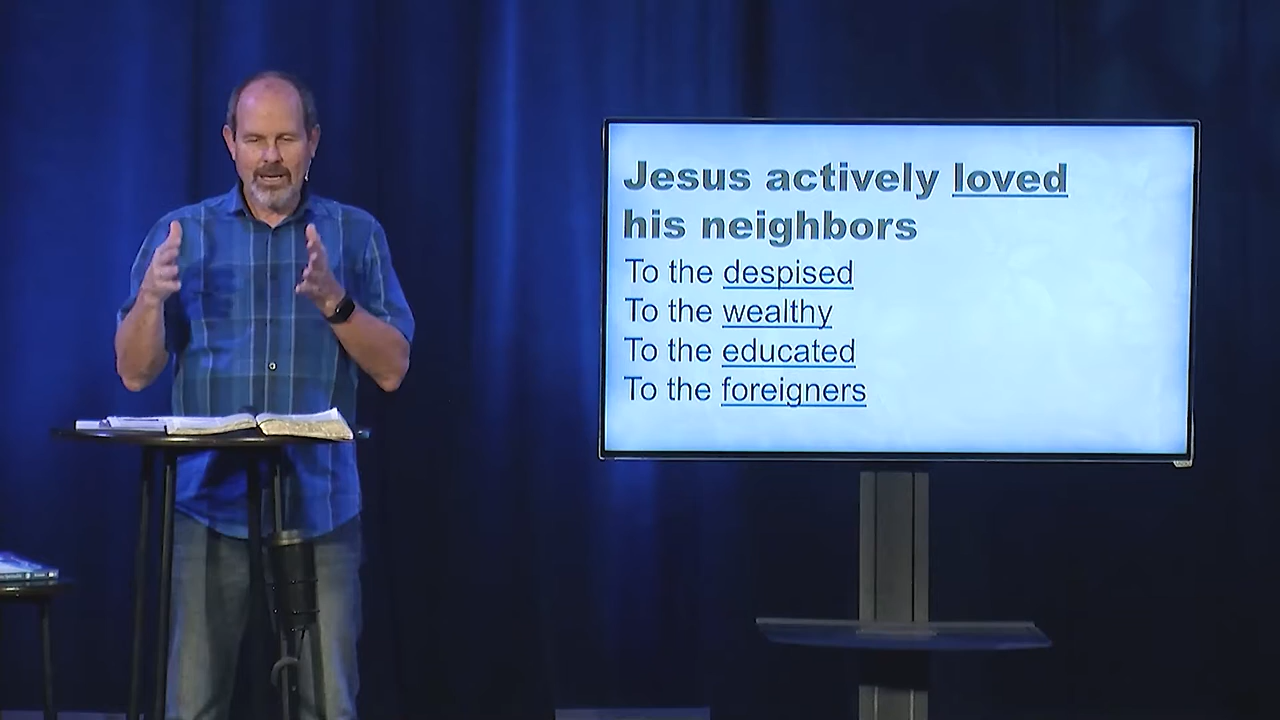 Jesus actively loved
his neighbors
To the despised
To the wealthy
To the educated
To the foreigners